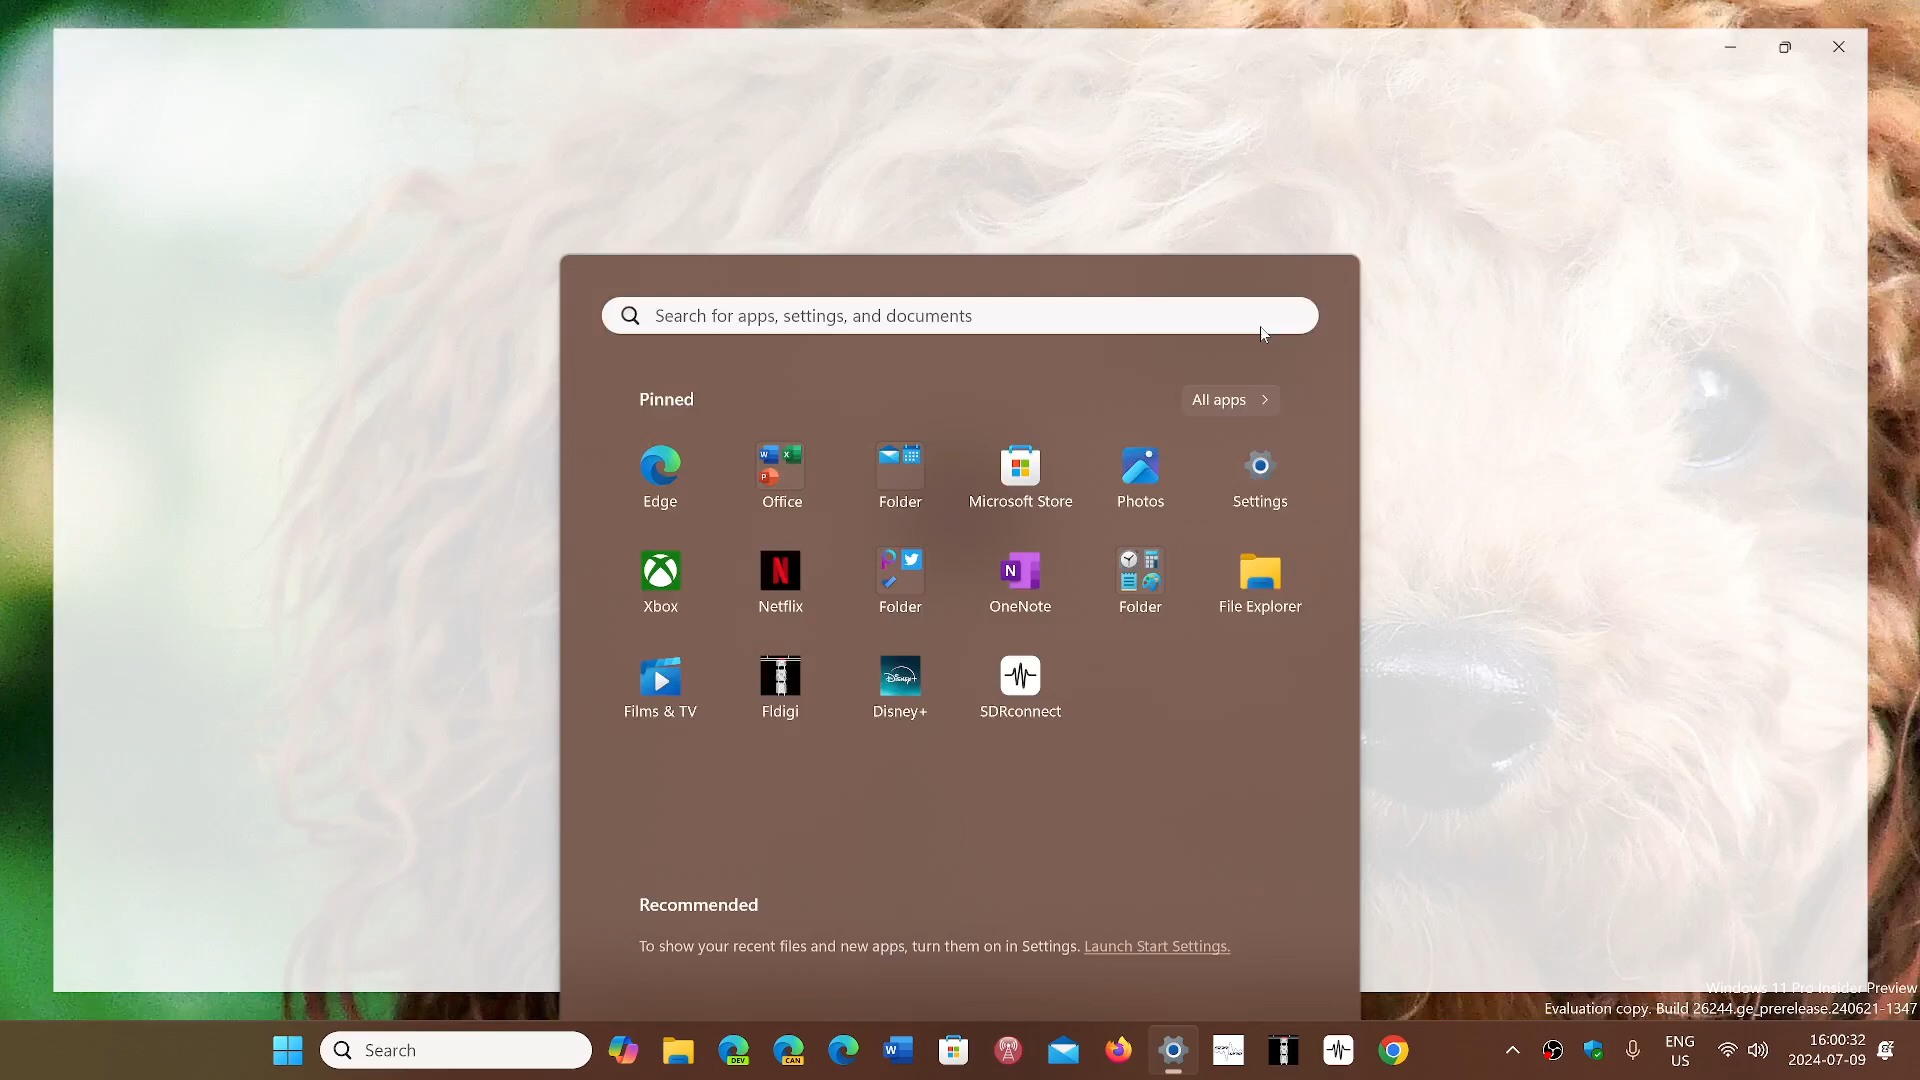 Search for apps, settings, and documents
Pinned
All apps
Edge
Office
Folder
Microsoft Store
Photos
Settings
Xbox
Netflix
Folder
OneNote
Folder
File Explorer
Films & TV
Fldigi
Disney+
SDRconnect
Recommended
To show your recent files and new apps, turn them on in Settings. Launch Start Settings.
Windows 11 Pro Insider Preview
Evaluation copy. Build 26244.ge_prerelease.240621-1347
Search
DEV
CAN
ENG
US
16:00:32
2024-07-09